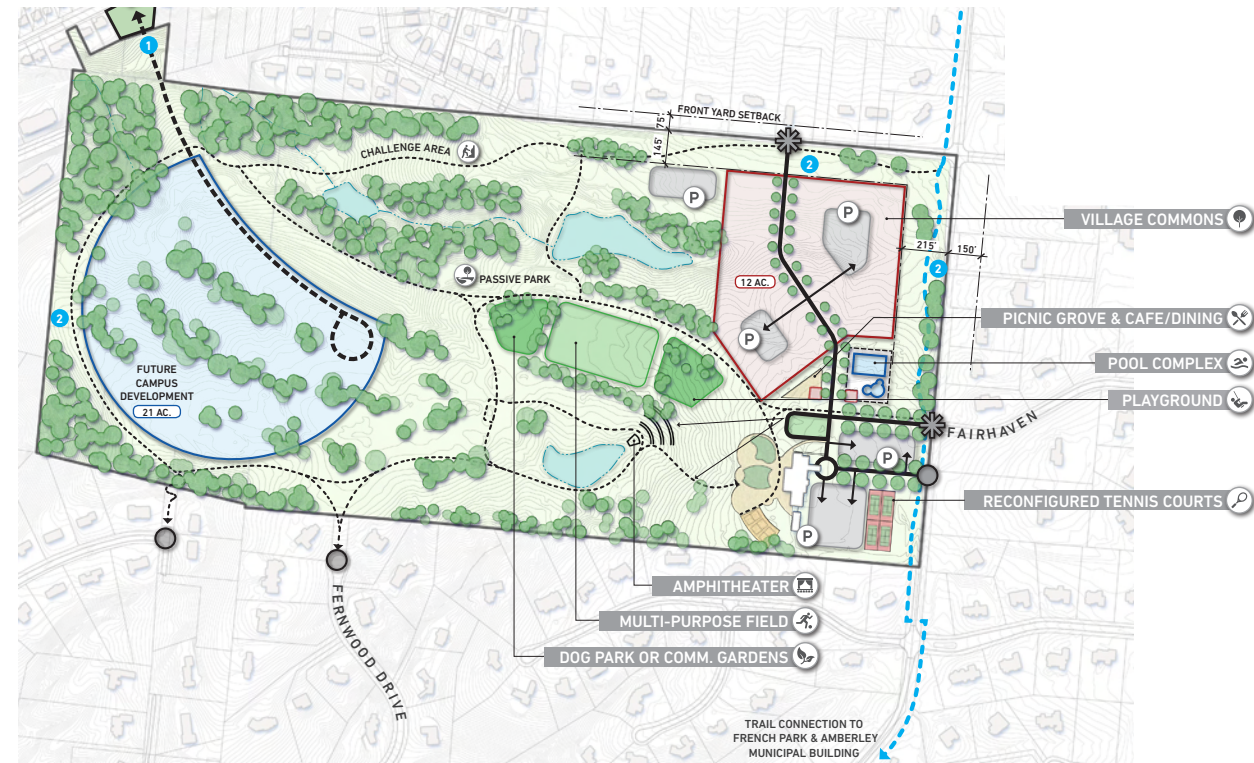 1
FRONT YARD SETBACK
75'
145'
CHALLENGE AREA
2
P
P
VILLAGE COMMONS
215'
150'
2
PASSIVE PARK
12 AC.
2
P
PICNIC GROVE & CAFE/DINING
POOL COMPLEX
FUTURE
CAMPUS
DEVELOPMENT
21 AC.
PLAYGROUND
FAIRHAVEN
P
RECONFIGURED TENNIS COURTS
P
AMPHITHEATER
MULTI-PURPOSE FIELD
DOG PARK OR COMM. GARDENS
FERNWOOD DRIVE
TRAIL CONNECTION TO
FRENCH PARK & AMBERLEY
MUNICIPAL BUILDING